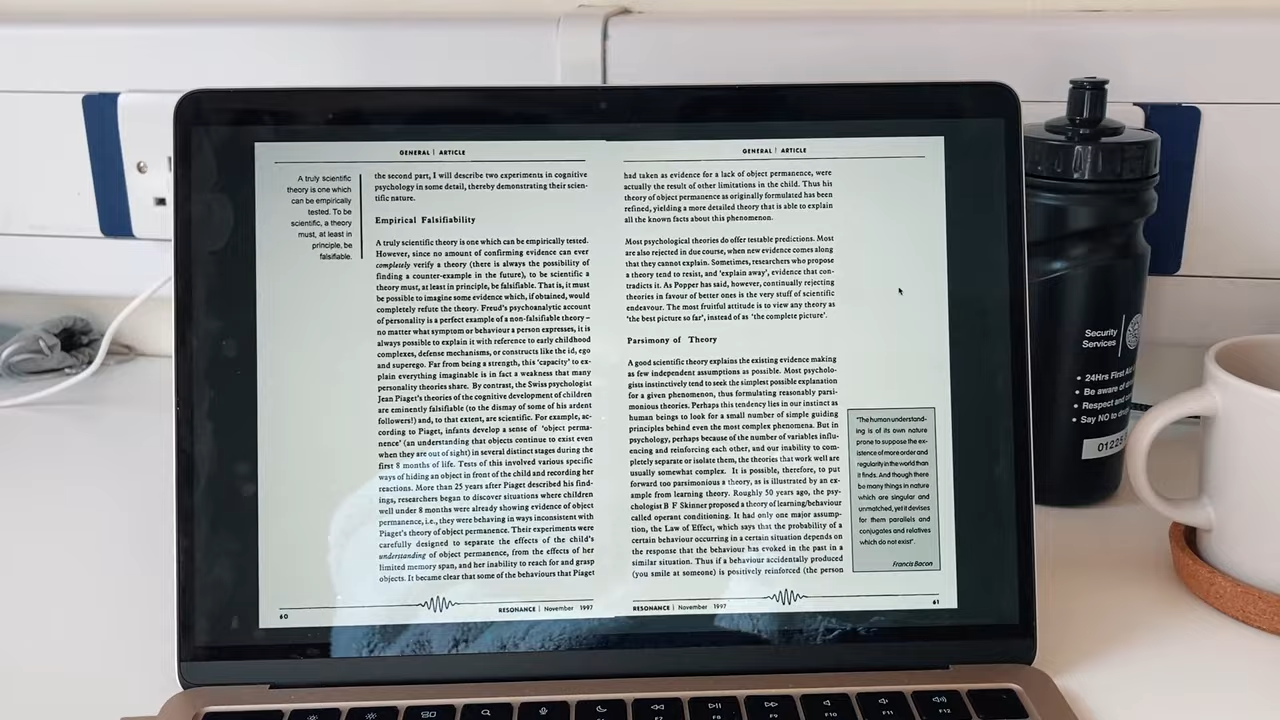 GENERAL | ARTICLE
A truly scientific
theory is one which
can be empirically
tested. To be
scientific, a theory
must, at least in
principle, be
falsifiable.
the second part, I will describe two experiments in cognitive
psychology in some detail, thereby demonstrating their scien-
tific nature.
Empirical Falsifiability
A truly scientific theory is one which can be empirically tested.
However, since no amount of confirming evidence can ever
completely verify a theory (there is always the possibility of
finding a counter-example in the future), to be scientific a
theory must, at least in principle, be falsifiable. That is, it must
be possible to imagine some evidence which, if obtained, would
completely refute the theory. Freud's psychoanalytic account
of personality is a perfect example of a non-falsifiable theory –
no matter what symptom or behaviour a person expresses, it is
always possible to explain it with reference to early childhood
complexes, defense mechanisms, or constructs like the id, ego
and superego. Far from being a strength, this 'capacity' to ex-
plain everything imaginable is in fact a weakness that many
personality theories share. By contrast, the Swiss psychologist
Jean Piaget's theories of the cognitive development of children
are eminently falsifiable (to the dismay of some of his ardent
followers!) and, to that extent, are scientific. For example, ac-
cording to Piaget, infants develop a sense of 'object perma-
nence' (an understanding that objects continue to exist even
when they are out of sight) in several distinct stages during the
first 8 months of life. Tests of this involved various specific
ways of hiding an object in front of the child and recording her
reactions. More than 25 years after Piaget described his find-
ings, researchers began to discover situations where children
well under 8 months were already showing evidence of object
permanence, i.e., they were behaving in ways inconsistent with
Piaget's theory of object permanence. Their experiments were
carefully designed to separate the effects of the child's
understanding of object permanence, from the effects of her
limited memory span, and her inability to reach for and grasp
objects. It became clear that some of the behaviours that Piaget
60
RESONANCE | November 1997
GENERAL | ARTICLE
had taken as evidence for a lack of object permanence, were
actually the result of other limitations in the child. Thus his
theory of object permanence as originally formulated has been
refined, yielding a more detailed theory that is able to explain
all the known facts about this phenomenon.
Most psychological theories do offer testable predictions. Most
are also rejected in due course, when new evidence comes along
that they cannot explain. Sometimes, researchers who propose
a theory tend to resist, and 'explain away', evidence that con-
tradicts it. As Popper has said, however, continually rejecting
theories in favour of better ones is the very stuff of scientific
endeavour. The most fruitful attitude is to view any theory as
'the best picture so far', instead of as 'the complete picture'.
Parsimony of Theory
A good scientific theory explains the existing evidence making
as few independent assumptions as possible. Most psycholo-
gists instinctively tend to seek the simplest possible explanation
for a given phenomenon, thus formulating reasonably parsi-
monious theories. Perhaps this tendency lies in our instinct as
human beings to look for a small number of simple guiding
principles behind even the most complex phenomena. But in
psychology, perhaps because of the number of variables influ-
encing and reinforcing each other, and our inability to com-
pletely separate or isolate them, the theories that work well are
usually somewhat complex. It is possible, therefore, to put
forward too parsimonious a theory, as is illustrated by an ex-
ample from learning theory. Roughly 50 years ago, the psy-
chologist B F Skinner proposed a theory of learning/behaviour
called operant conditioning. It had only one major assump-
tion, the Law of Effect, which says that the probability of a
certain behaviour occurring in a certain situation depends on
the response that the behaviour has evoked in the past in a
similar situation. Thus if a behaviour accidentally produced
(you smile at someone) is positively reinforced (the person
"The human understand-
ing is of its own nature
prone to suppose the ex-
istence of more order and
regularity in the world than
it finds. And though there
be many things in nature
which are singular and
unmatched, yet it devises
for them parallels and
conjugates and relatives
which do not exist".
Francis Bacon
RESONANCE | November 1997
61
Security
Services
• 24Hrs First
• Be aware of
• Respect and
• Say NO to
01225
F7
F8
F9
F10
F11
F12